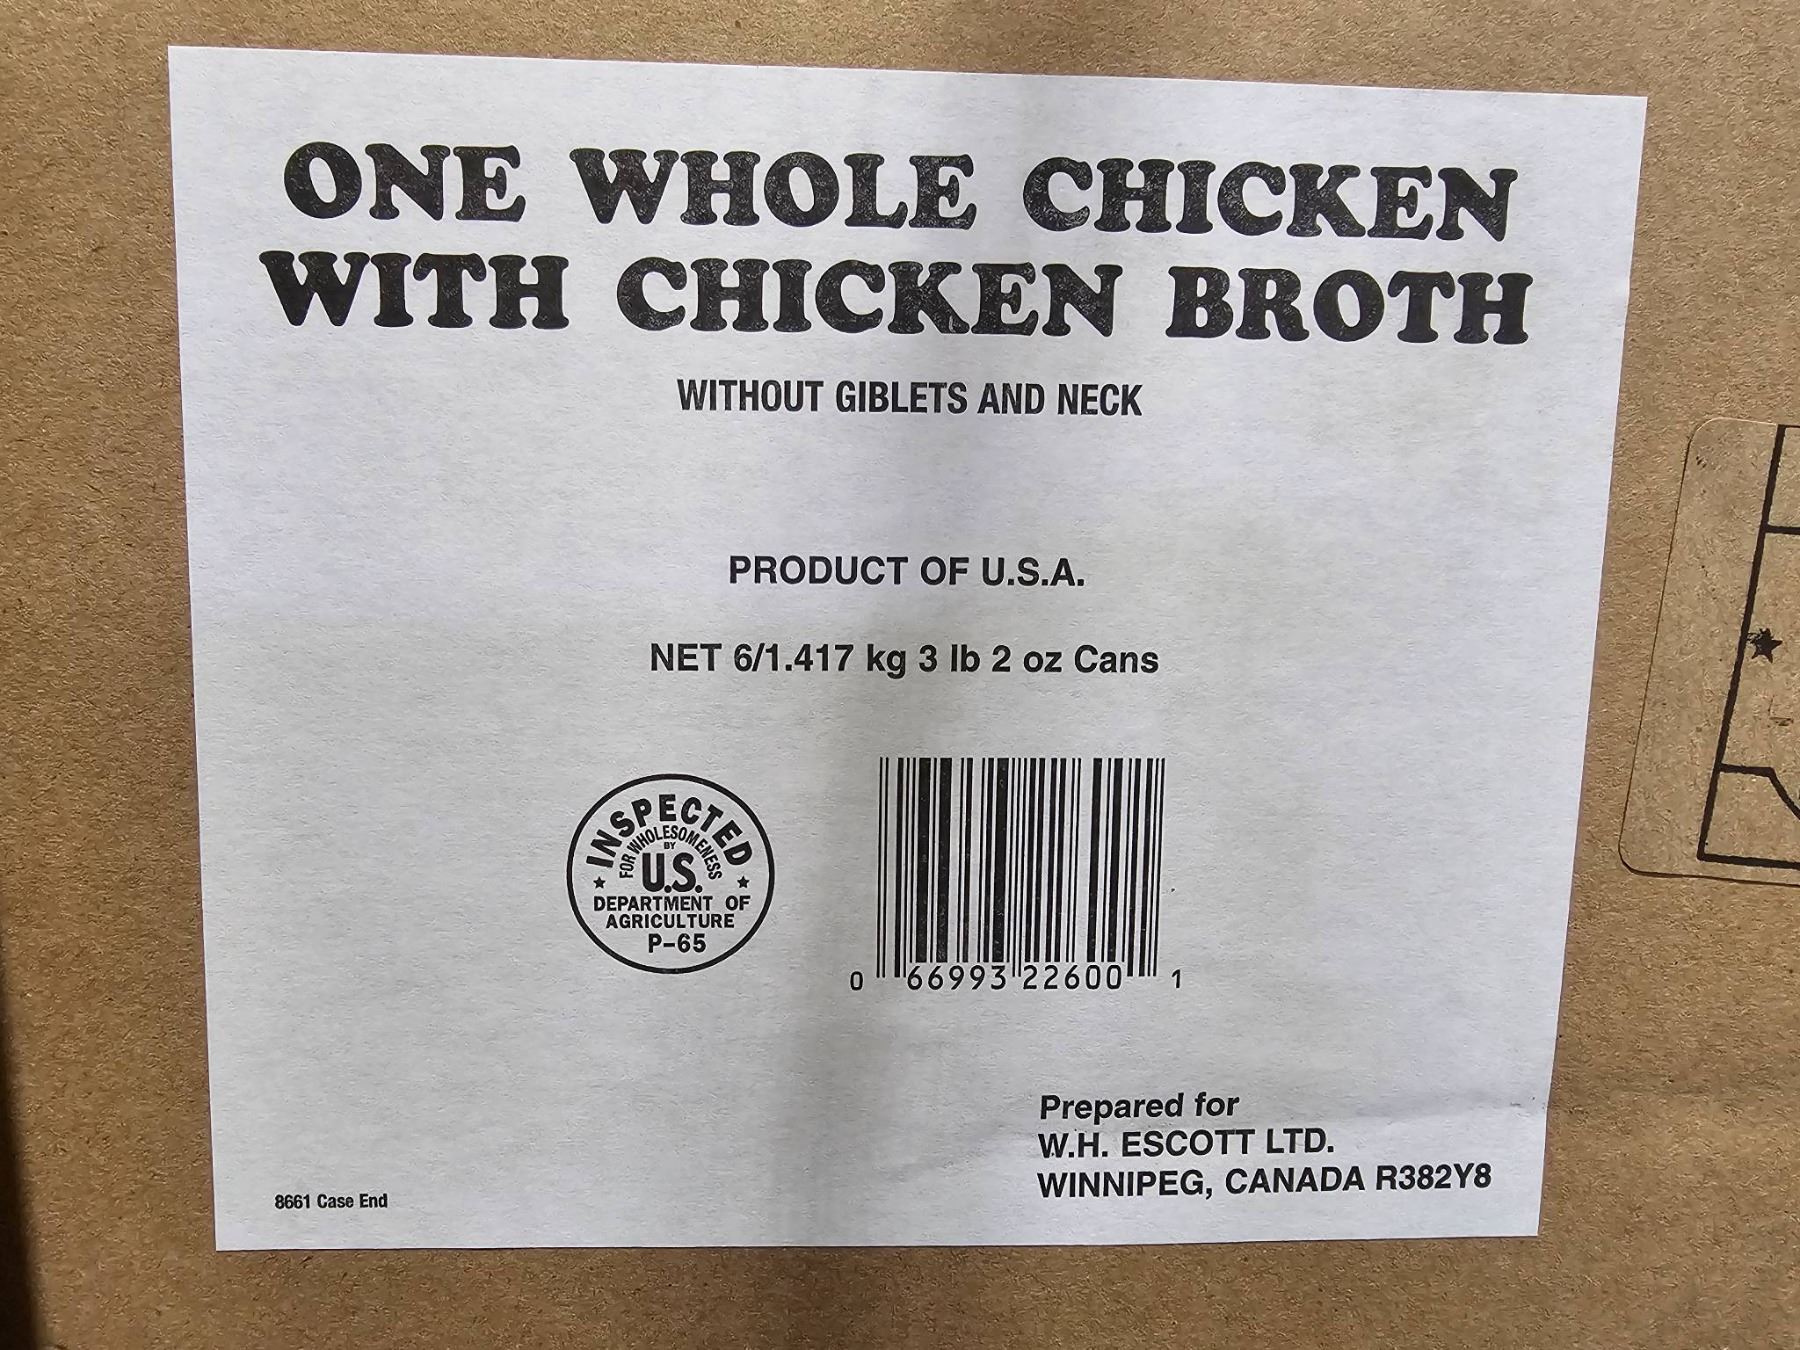 ONE WHOLE CHICKEN
WITH CHICKEN BROTH
WITHOUT GIBLETS AND NECK
PRODUCT OF U.S.A.
NET 6/1.417 kg 3 lb 2 oz Cans
INSPECTED
FOR WHOLESOMENESS
BY
U.S.
DEPARTMENT OF
AGRICULTURE
P-65
0 66993 22600 1
Prepared for
W.H. ESCOTT LTD.
WINNIPEG, CANADA R382Y8
8661 Case End